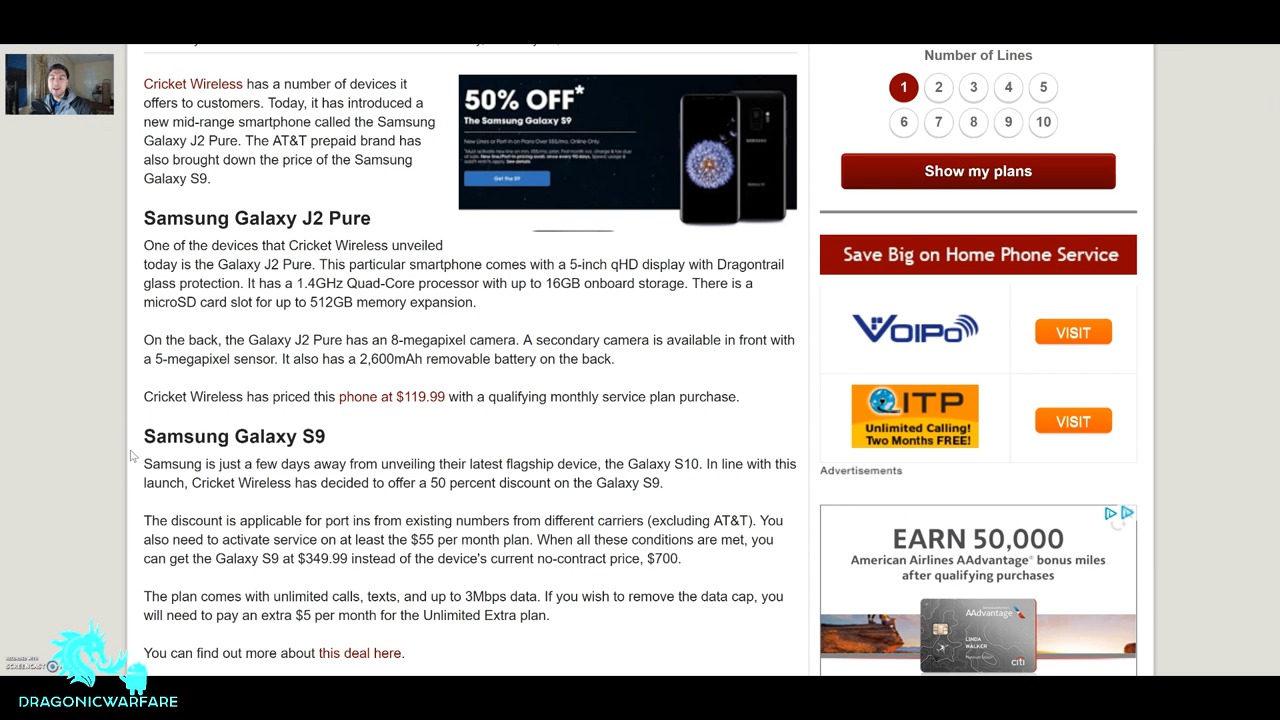 Cricket Wireless has a number of devices it
offers to customers. Today, it has introduced a
new mid-range smartphone called the Samsung
Galaxy J2 Pure. The AT&T prepaid brand has
also brought down the price of the Samsung
Galaxy S9.
50% OFF*
The Samsung Galaxy S9
New Lines or Port-in on Plans Over $55/mo, Online Only
Get the S9
Samsung Galaxy J2 Pure
One of the devices that Cricket Wireless unveiled
today is the Galaxy J2 Pure. This particular smartphone comes with a 5-inch qHD display with Dragontrail
glass protection. It has a 1.4GHz Quad-Core processor with up to 16GB onboard storage. There is a
microSD card slot for up to 512GB memory expansion.
On the back, the Galaxy J2 Pure has an 8-megapixel camera. A secondary camera is available in front with
a 5-megapixel sensor. It also has a 2,600mAh removable battery on the back.
Cricket Wireless has priced this phone at $119.99 with a qualifying monthly service plan purchase.
Samsung Galaxy S9
Samsung is just a few days away from unveiling their latest flagship device, the Galaxy S10. In line with this
launch, Cricket Wireless has decided to offer a 50 percent discount on the Galaxy S9.
The discount is applicable for port ins from existing numbers from different carriers (excluding AT&T). You
also need to activate service on at least the $55 per month plan. When all these conditions are met, you
can get the Galaxy S9 at $349.99 instead of the device's current no-contract price, $700.
The plan comes with unlimited calls, texts, and up to 3Mbps data. If you wish to remove the data cap, you
will need to pay an extra $5 per month for the Unlimited Extra plan.
You can find out more about this deal here.
Number of Lines
1 2 3 4 5
6 7 8 9 10
Show my plans
Save Big on Home Phone Service
VOIPO
VISIT
ITP
Unlimited Calling!
Two Months FREE!
VISIT
Advertisements
EARN 50,000
American Airlines AAdvantage® bonus miles
after qualifying purchases
AAdvantage
LINDA
WALKER
citi
RECORDED WITH
SCREENCAST
DRAGONICWARFARE